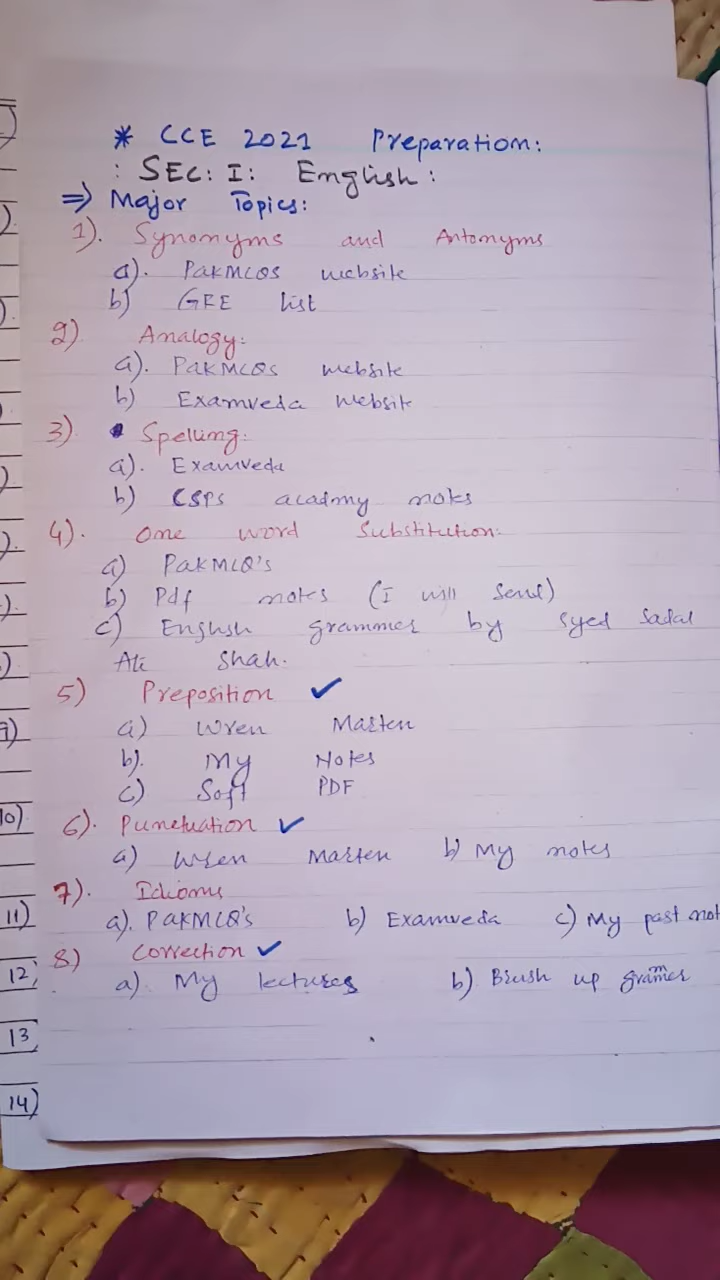 * CCE 2021 Preparation:
: SEC: I: English:
⇒ Major Topics:
1). Synonyms and Antonyms
a). PakMCQS website
b) GRE list
2) Analogy:
a). PakMCQs website
b) Examveda website
3) Spelling:
a). Examveda
b) CSPs acadmy notes
4). One word Substitution:
a) PakMCQ's
b) Pdf notes (I will send)
c) English grammer by Syed Sadal
Ali Shah.
5) Preposition ✓
a) Wren Marten
b). My Notes
c) Soft PDF
6). Punctuation ✓
a) Wren Marten b) My notes
7). Idioms
a). PAKMCQ's b) Examveda c) My past not
8) Correction ✓
a). My lectures b) Brush up grammer
9)
10)
11)
12)
13
14)